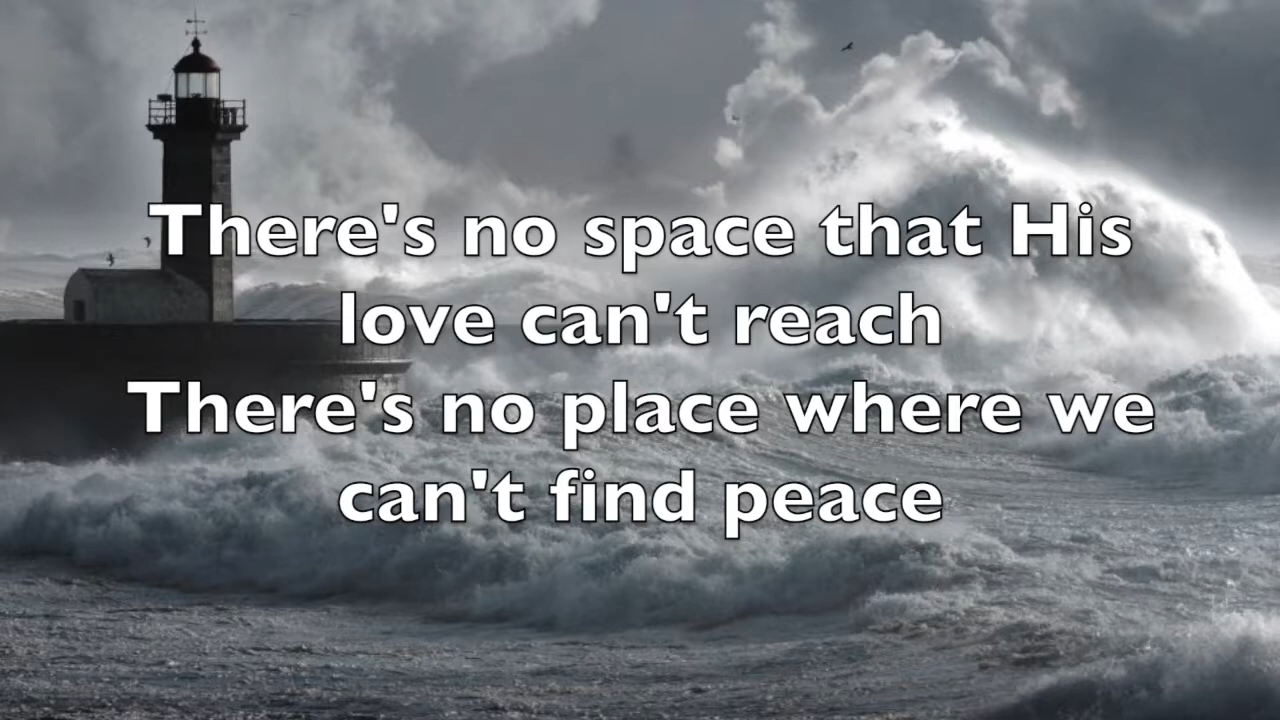 There's no space that His
love can't reach
There's no place where we
can't find peace